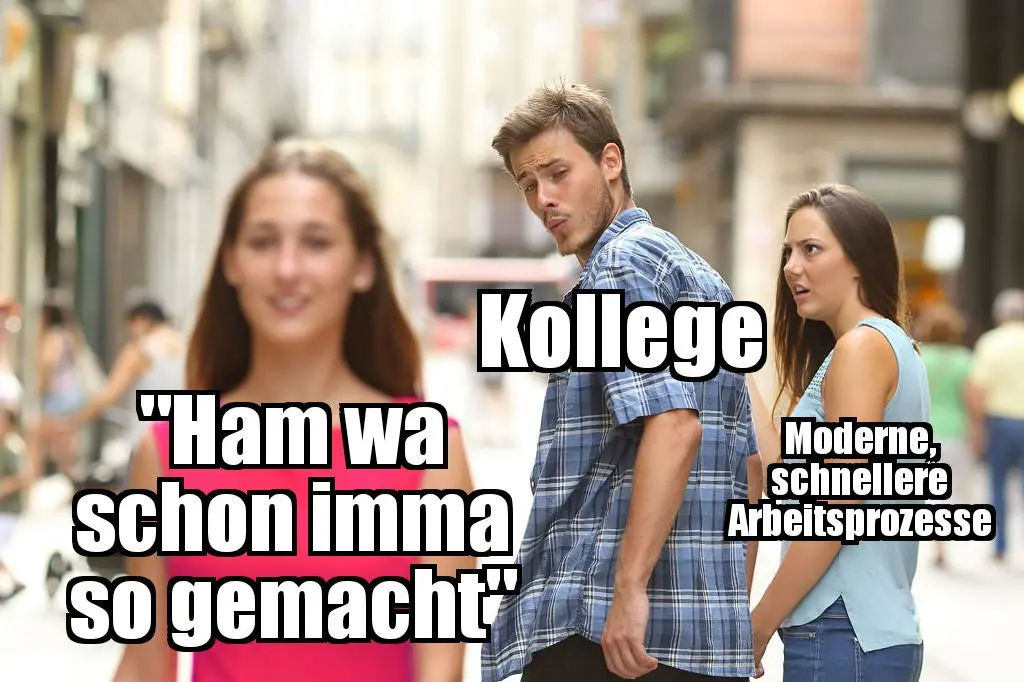 "Ham wa
schon imma
so gemacht"
Kollege
Moderne,
schnellere
Arbeitsprozesse